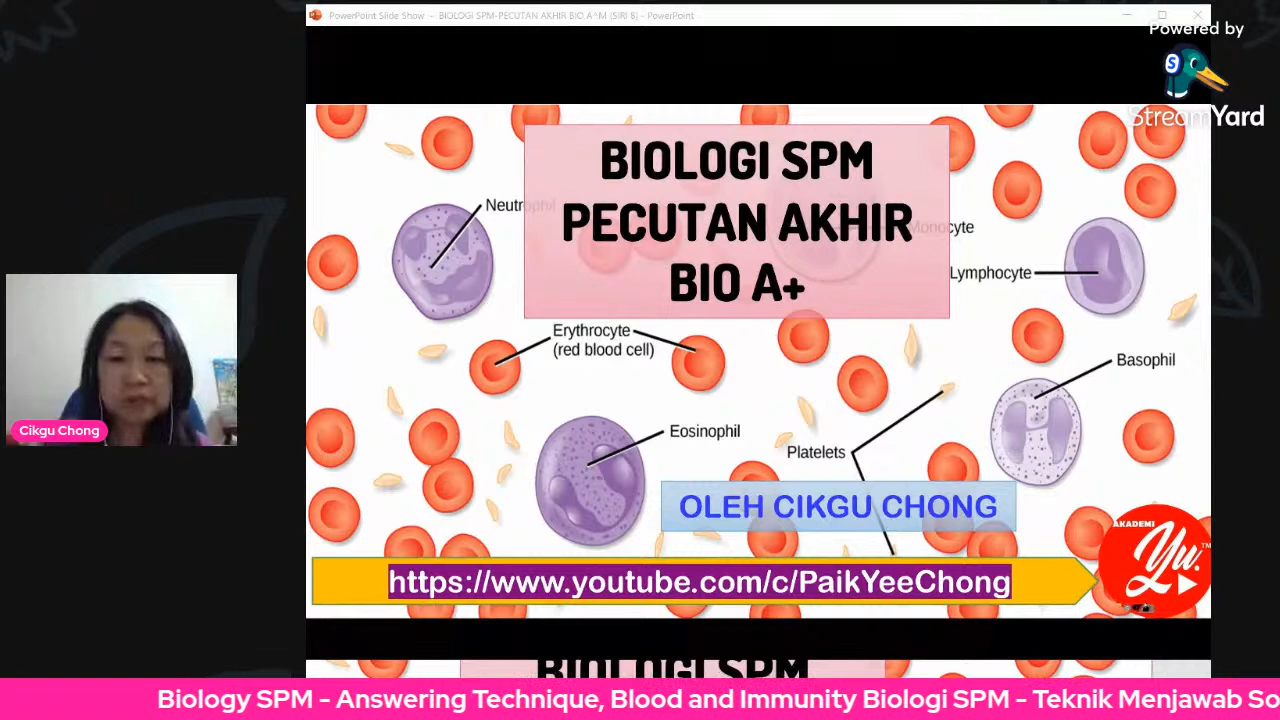 PowerPoint Slide Show - BIOLOGI SPM-PECUTAN AKHIR BIO A+M (SIRI 8) - PowerPoint
Powered by
StreamYard
BIOLOGI SPM
PECUTAN AKHIR
BIO A+
Neutrophil
Monocyte
Lymphocyte
Erythrocyte
(red blood cell)
Basophil
Eosinophil
Platelets
OLEH CIKGU CHONG
Cikgu Chong
AKADEMI
Yu.
TM
https://www.youtube.com/c/PaikYeeChong
BIOLOGI SPM
Biology SPM - Answering Technique, Blood and Immunity Biologi SPM - Teknik Menjawab So